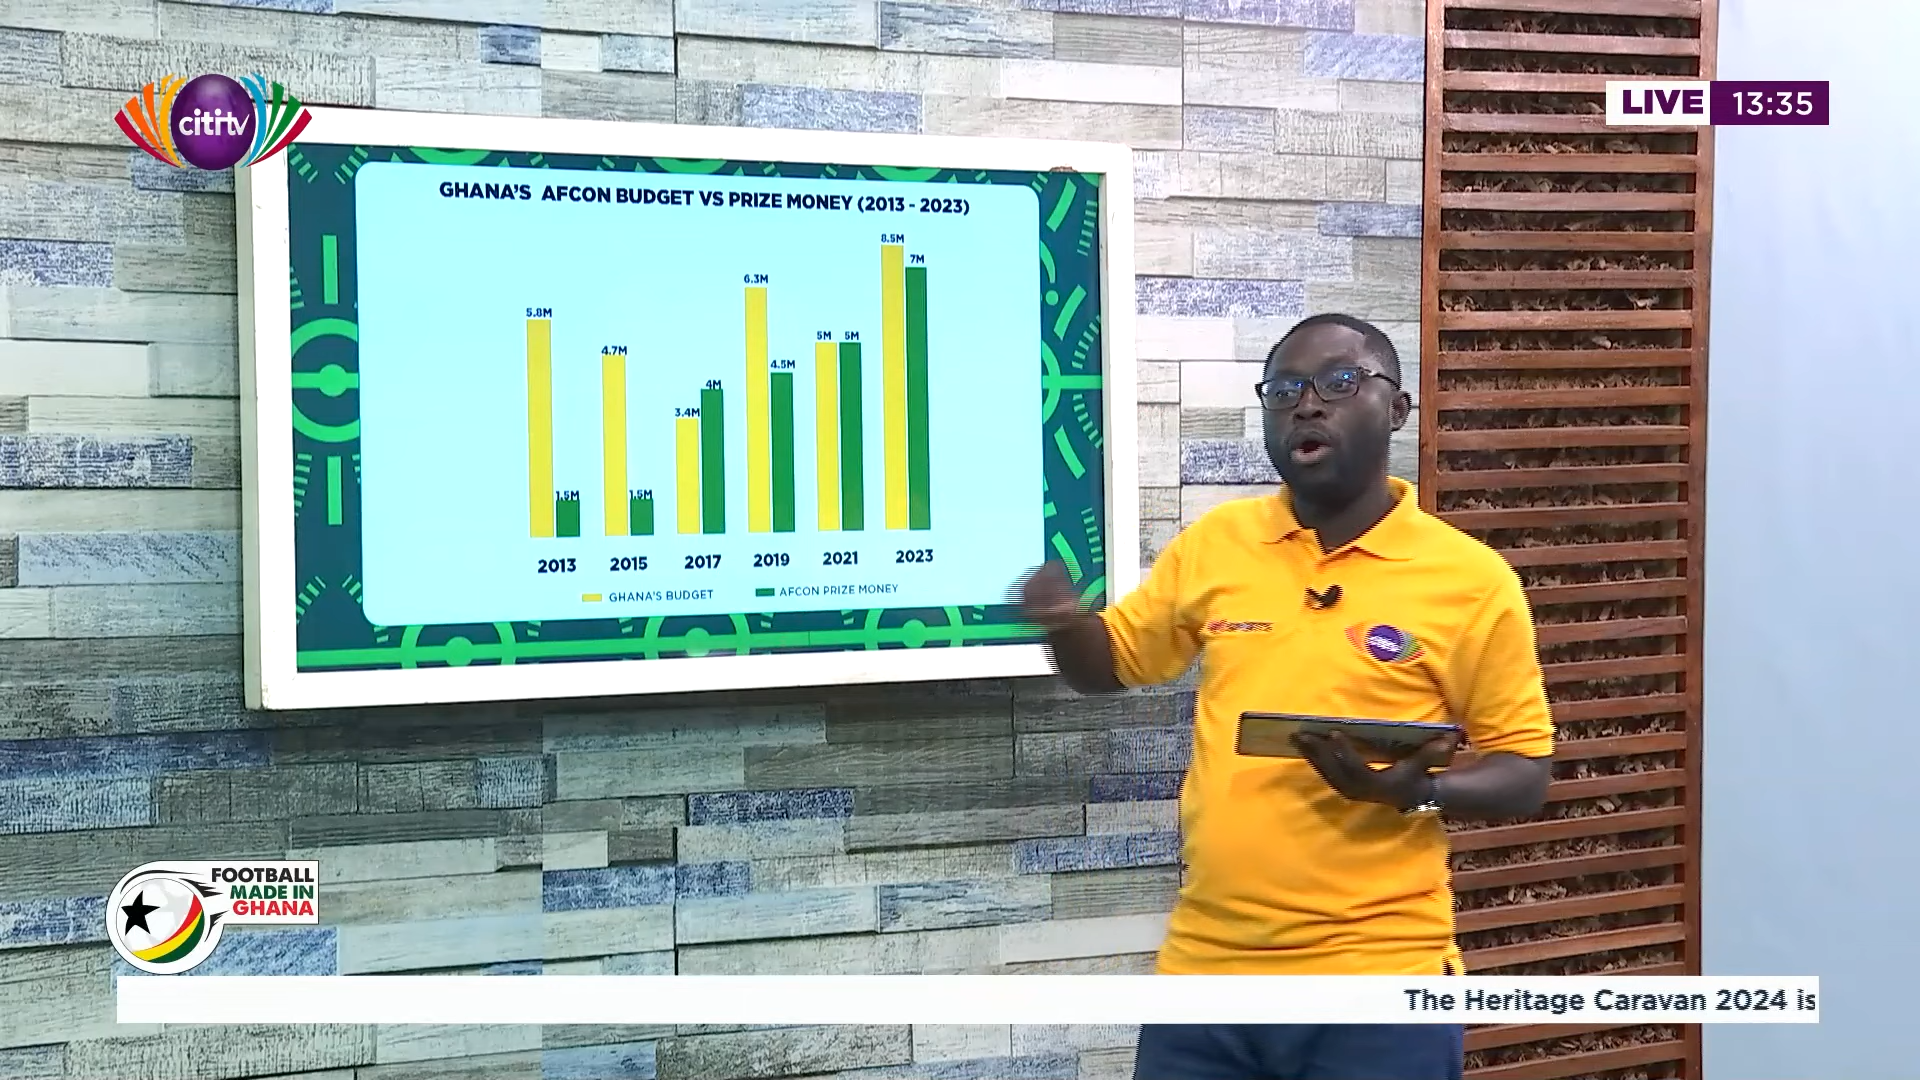 cititv
LIVE 13:35
GHANA'S AFCON BUDGET VS PRIZE MONEY (2013 - 2023)
5.8M
1.5M
4.7M
1.5M
3.4M
4M
6.3M
4.5M
5M
5M
8.5M
7M
2013
2015
2017
2019
2021
2023
GHANA'S BUDGET
AFCON PRIZE MONEY
FOOTBALL
MADE IN
GHANA
The Heritage Caravan 2024 is